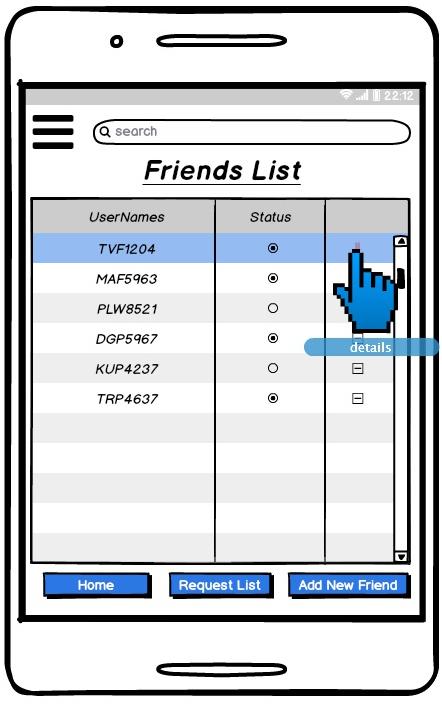 22:12
search
Friends List
UserNames Status
TVF1204
MAF5963
PLW8521
DGP5967
details
KUP4237
TRP4637
Home Request List Add New Friend